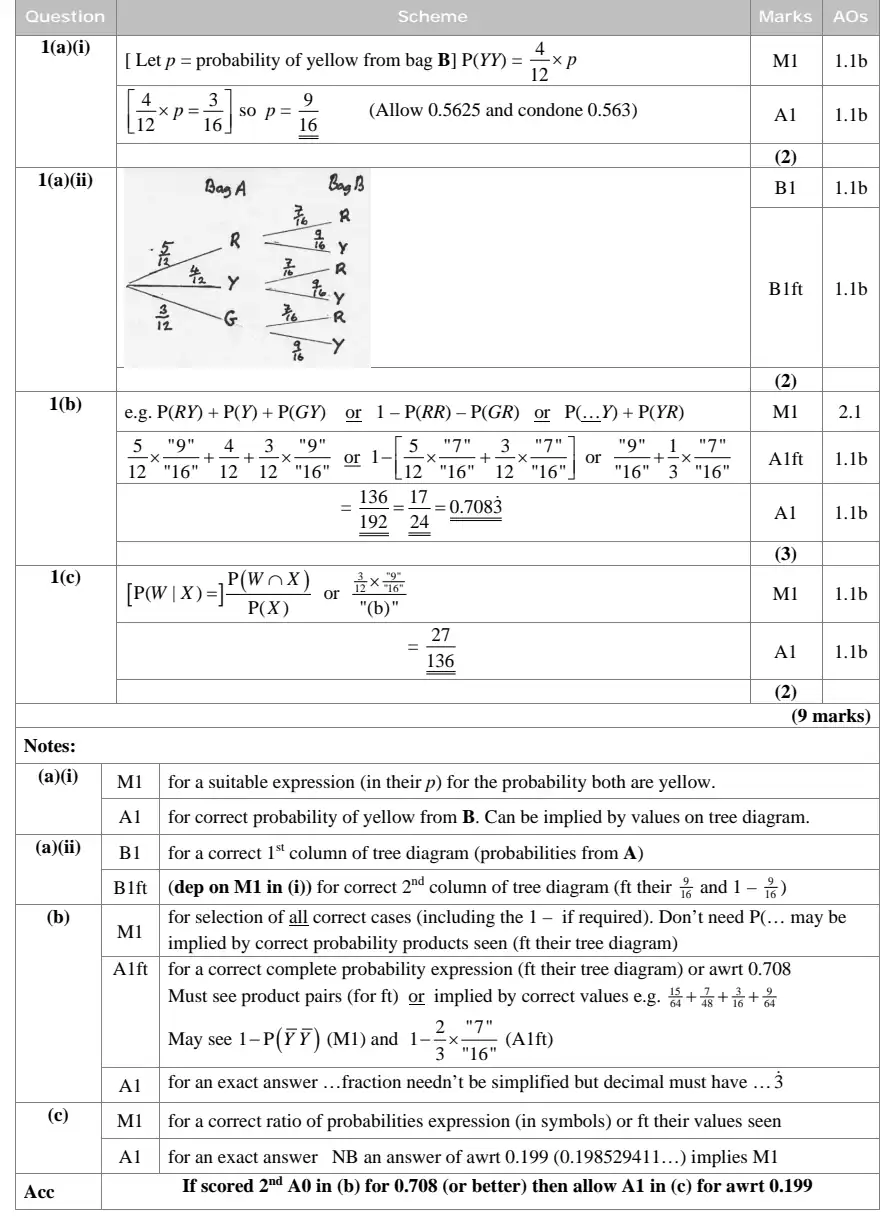 Question Scheme Marks AOs
1(a)(i) [ Let p = probability of yellow from bag B] P(YY) = 4/12 × p M1 1.1b
[4/12 × p = 3/16] so p = 9/16 (Allow 0.5625 and condone 0.563) A1 1.1b
(2)
1(a)(ii) B1 1.1b
Bag A Bag B
7/16 R
R 9/16 Y
5/12
7/16 R
4/12 Y 9/16 Y
3/12 G 7/16 R
9/16 Y
B1ft 1.1b
(2)
1(b) e.g. P(RY) + P(Y) + P(GY) or 1 – P(RR) – P(GR) or P(…Y) + P(YR) M1 2.1
5/12 × "9"/"16" + 4/12 + 3/12 × "9"/"16" or 1 − [5/12 × "7"/"16" + 3/12 × "7"/"16"] or "9"/"16" + 1/3 × "7"/"16" A1ft 1.1b
= 136/192 = 17/24 = 0.7083̇ A1 1.1b
(3)
1(c) [P(W | X) =] P(W ∩ X)/P(X) or (3/12 × "9"/"16")/"(b)" M1 1.1b
= 27/136 A1 1.1b
(2)
(9 marks)
Notes:
(a)(i) M1 for a suitable expression (in their p) for the probability both are yellow.
A1 for correct probability of yellow from B. Can be implied by values on tree diagram.
(a)(ii) B1 for a correct 1st column of tree diagram (probabilities from A)
B1ft (dep on M1 in (i)) for correct 2nd column of tree diagram (ft their 9/16 and 1 – 9/16)
(b) M1 for selection of all correct cases (including the 1 – if required). Don't need P(… may be
implied by correct probability products seen (ft their tree diagram)
A1ft for a correct complete probability expression (ft their tree diagram) or awrt 0.708
Must see product pairs (for ft) or implied by correct values e.g. 15/64 + 7/48 + 3/16 + 9/64
May see 1 − P(Y̅ Y̅) (M1) and 1 − 2/3 × "7"/"16" (A1ft)
A1 for an exact answer …fraction needn't be simplified but decimal must have …3̇
(c) M1 for a correct ratio of probabilities expression (in symbols) or ft their values seen
A1 for an exact answer NB an answer of awrt 0.199 (0.198529411…) implies M1
Acc If scored 2nd A0 in (b) for 0.708 (or better) then allow A1 in (c) for awrt 0.199